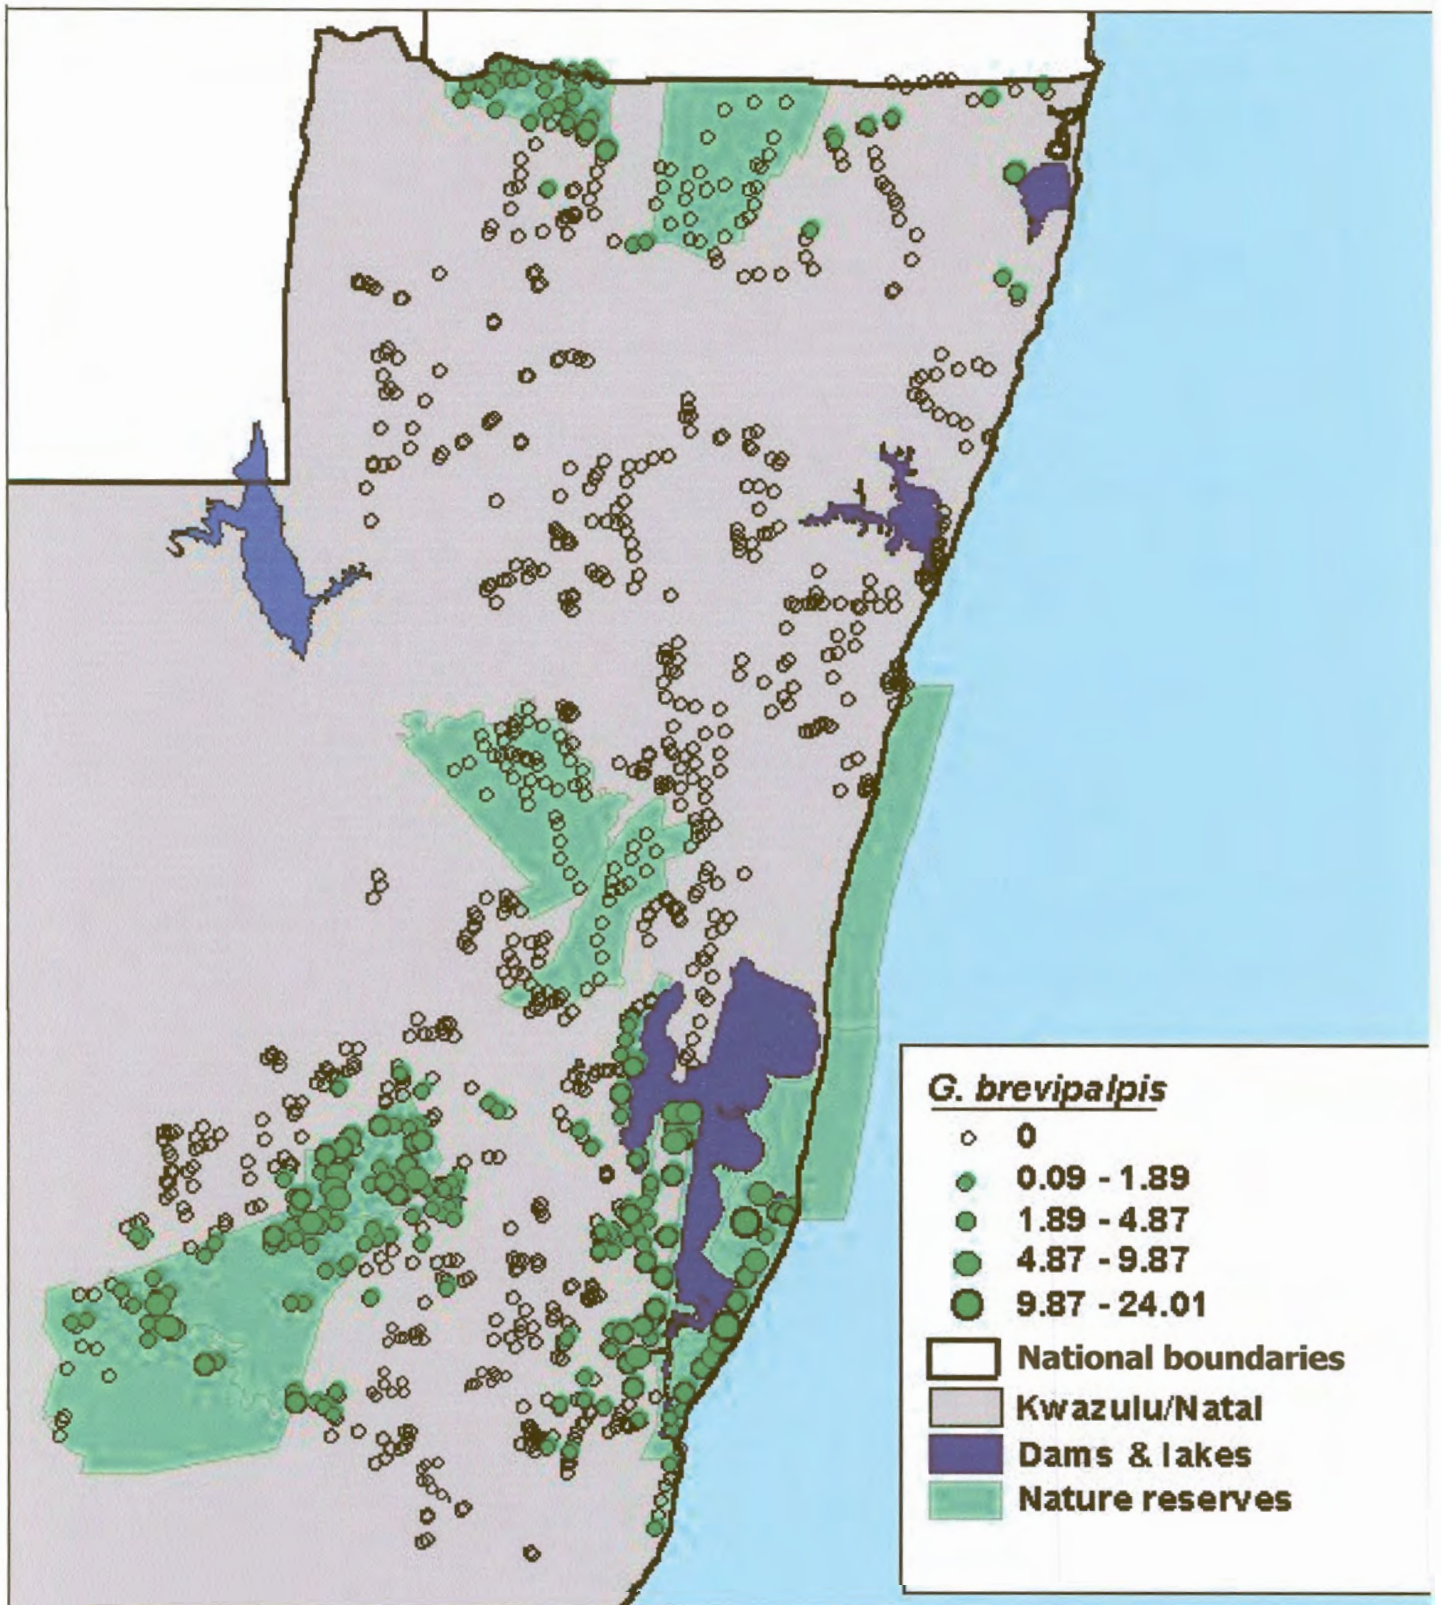 G. brevipalpis
0
0.09 - 1.89
1.89 - 4.87
4.87 - 9.87
9.87 - 24.01
National boundaries
Kwazulu/Natal
Dams & lakes
Nature reserves